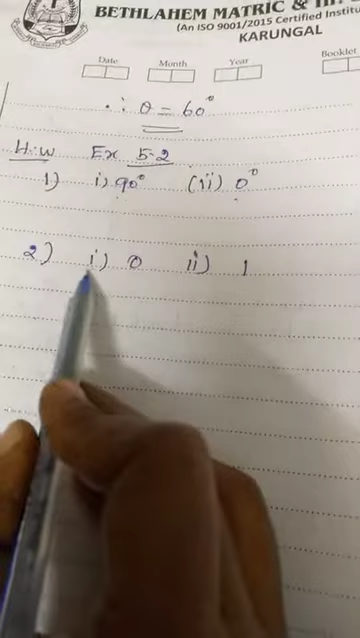 BETHLAHEM MATRIC &
(An ISO 9001/2015 Certified
KARUNGAL
Date Month Year Booklet
∴ θ = 60°
H.W Ex 5.2
1) i) 90° (ii) 0°
2) i) 0 ii) 1